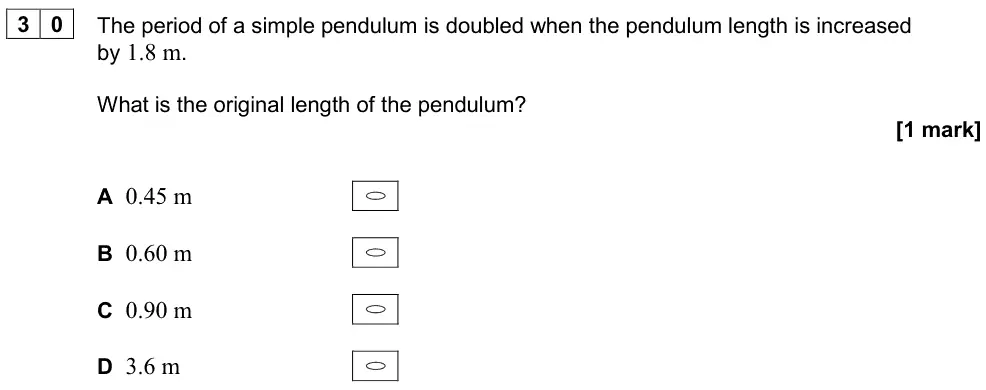 3 0 The period of a simple pendulum is doubled when the pendulum length is increased
by 1.8 m.
What is the original length of the pendulum?
[1 mark]
A 0.45 m
B 0.60 m
C 0.90 m
D 3.6 m